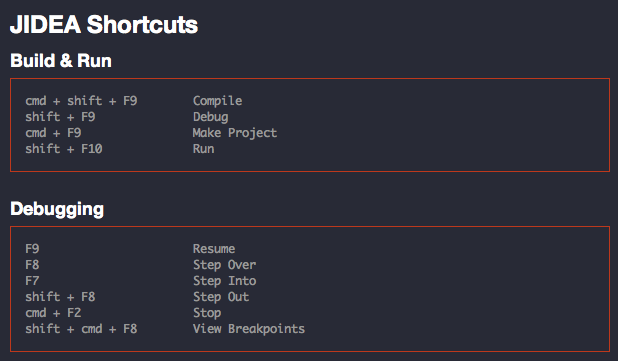 JIDEA Shortcuts
Build & Run
cmd + shift + F9 Compile
shift + F9 Debug
cmd + F9 Make Project
shift + F10 Run
Debugging
F9 Resume
F8 Step Over
F7 Step Into
shift + F8 Step Out
cmd + F2 Stop
shift + cmd + F8 View Breakpoints